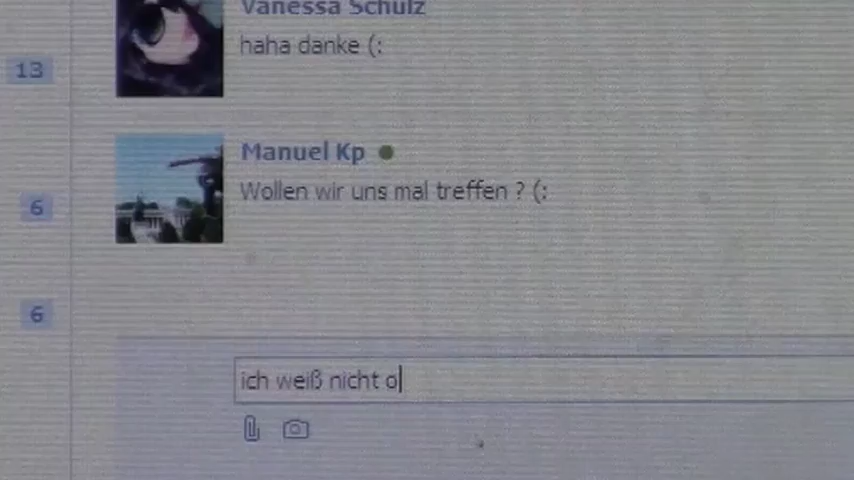 Vanessa Schulz
haha danke (:
13
Manuel Kp
Wollen wir uns mal treffen ? (:
6
6
ich weiß nicht o